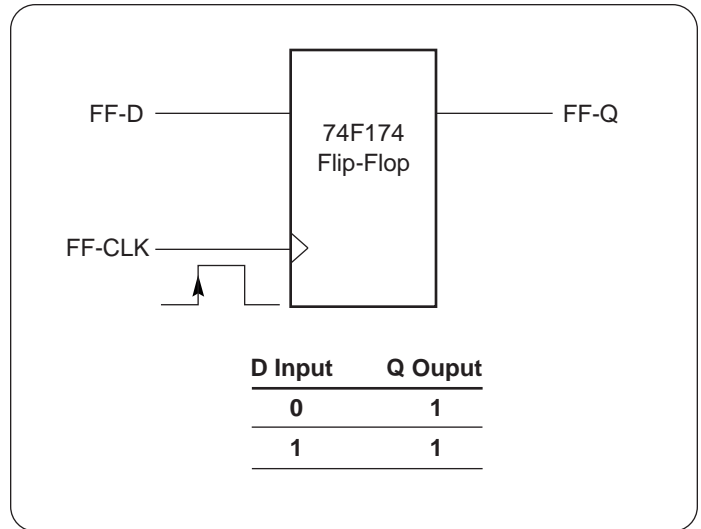 FF-D
74F174
Flip-Flop
FF-Q
FF-CLK
D Input Q Ouput
0 1
1 1